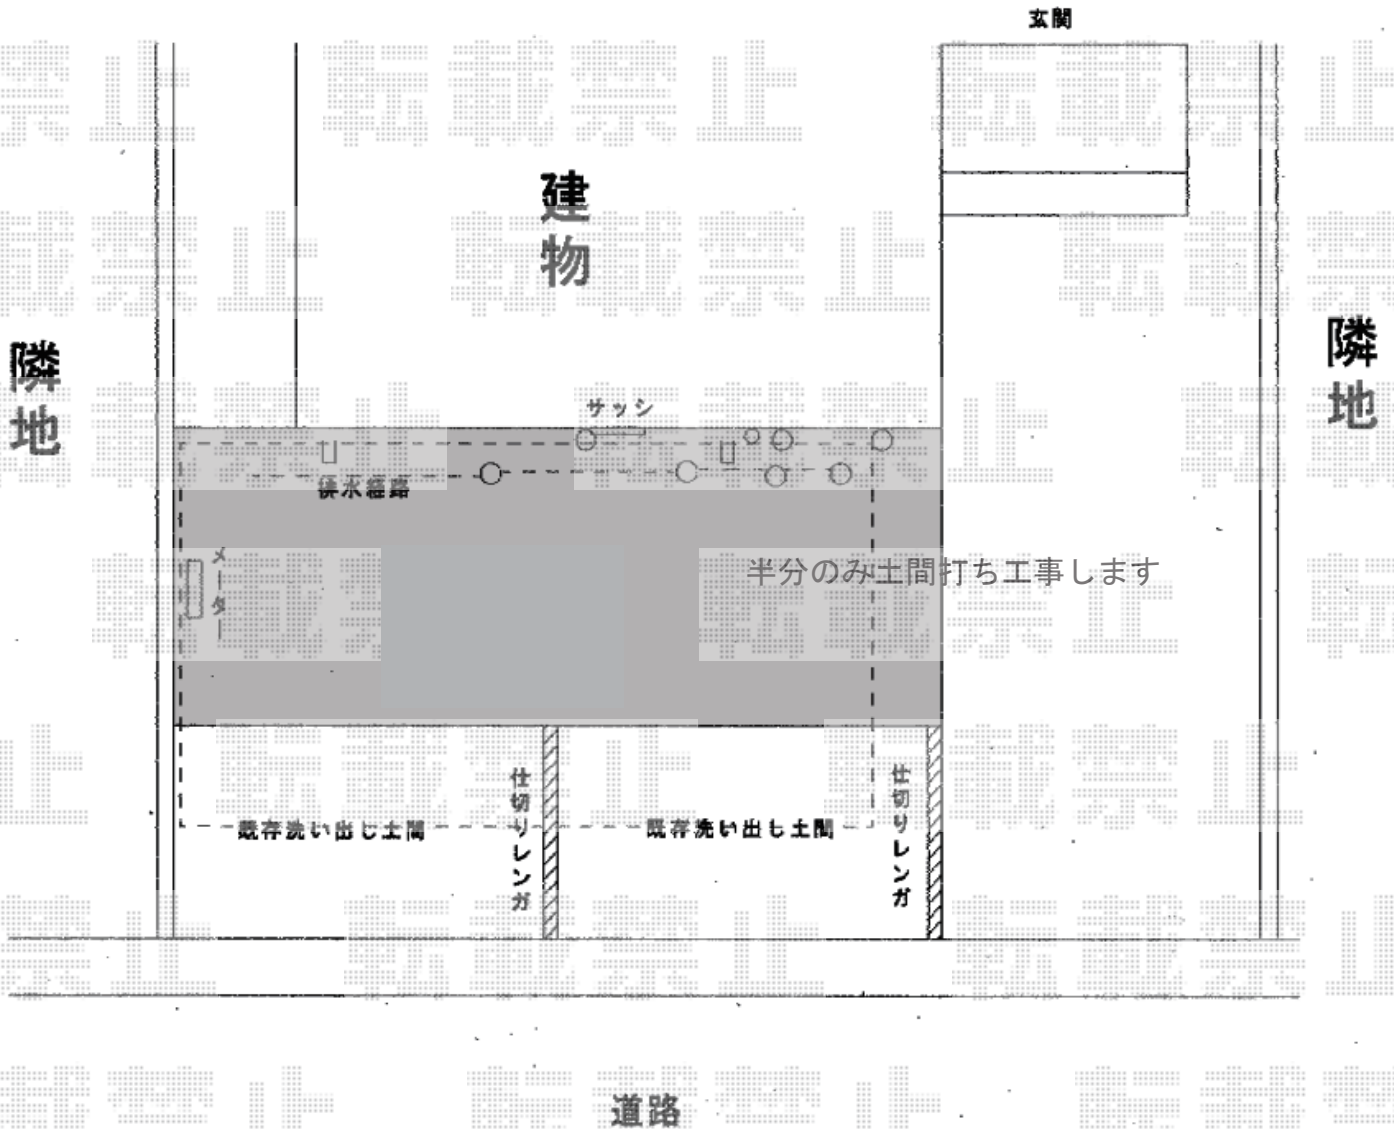 玄関
建物
隣地
隣地
サッシ
排水経路
メーター
半分のみ土間打ち工事します
仕切りレンガ
仕切りレンガ
既存洗い出し土間
既存洗い出し土間
道路
転載禁止